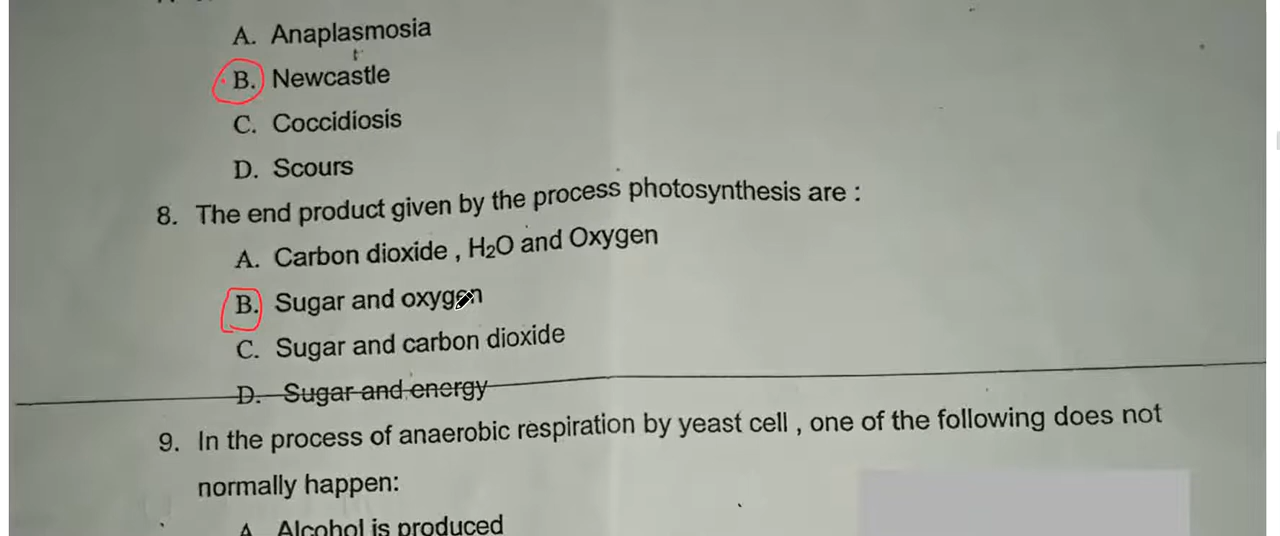 A. Anaplasmosia
B. Newcastle
C. Coccidiosis
D. Scours
8. The end product given by the process photosynthesis are :
A. Carbon dioxide , H₂O and Oxygen
B. Sugar and oxygen
C. Sugar and carbon dioxide
D. Sugar and energy
9. In the process of anaerobic respiration by yeast cell , one of the following does not
normally happen:
A Alcohol is produced